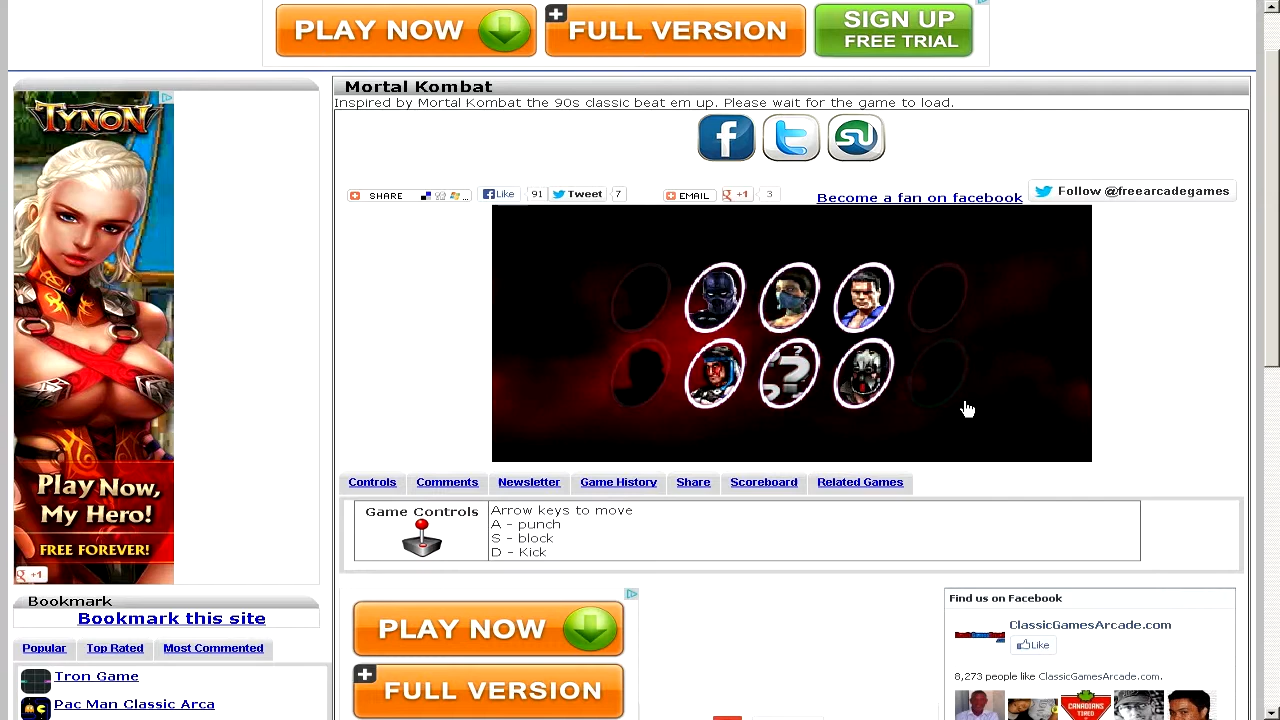 PLAY NOW
FULL VERSION
SIGN UP
FREE TRIAL
TYNON
Play Now,
My Hero!
FREE FOREVER!
+1
Bookmark
Bookmark this site
Popular
Top Rated
Most Commented
Tron Game
Pac Man Classic Arca
Mortal Kombat
Inspired by Mortal Kombat the 90s classic beat em up. Please wait for the game to load.
SHARE
Like
91
Tweet
7
EMAIL
+1
3
Become a fan on facebook
Follow @freearcadegames
Controls
Comments
Newsletter
Game History
Share
Scoreboard
Related Games
Game Controls
Arrow keys to move
A - punch
S - block
D - Kick
PLAY NOW
FULL VERSION
Find us on Facebook
ClassicGamesArcade.com
Like
6,273 people like ClassicGamesArcade.com.
CANADIANS
TIRED